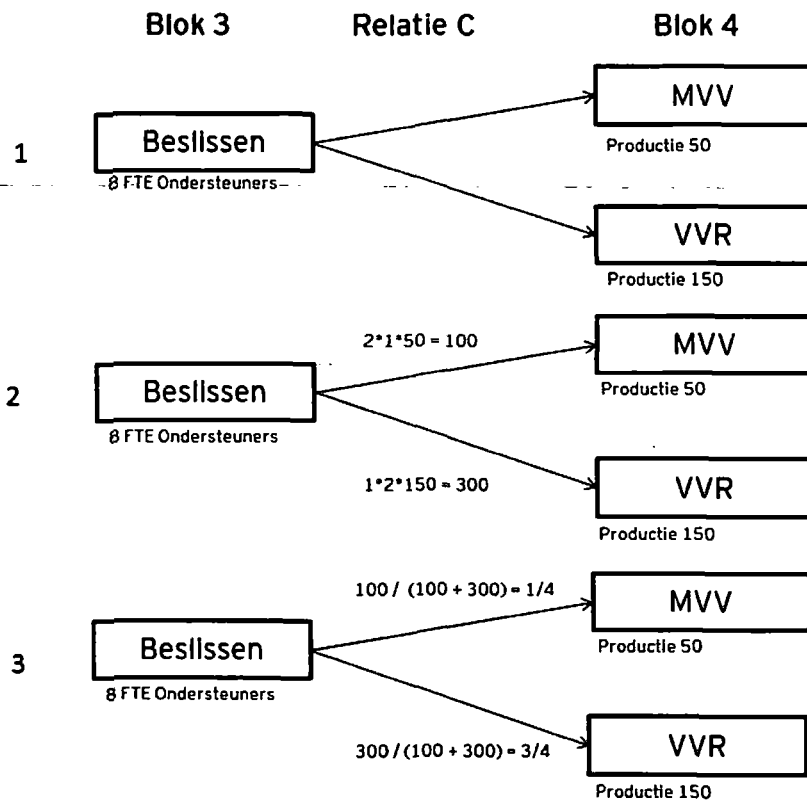 Blok 3 Relatie C Blok 4
MVV
1 Beslissen
Productie 50
8 FTE Ondersteuners
VVR
Productie 150
2*1*50 = 100
MVV
2 Beslissen
Productie 50
8 FTE Ondersteuners
1*2*150 = 300
VVR
Productie 150
100 / (100 + 300) = 1/4
MVV
3 Beslissen
Productie 50
8 FTE Ondersteuners
300 / (100 + 300) = 3/4
VVR
Productie 150